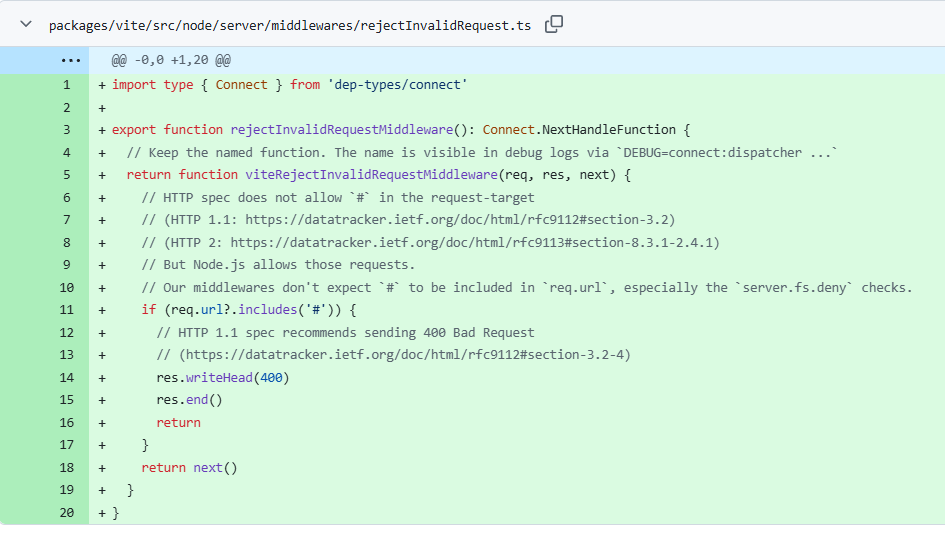 packages/vite/src/node/server/middlewares/rejectInvalidRequest.ts
... @@ -0,0 +1,20 @@
1 + import type { Connect } from 'dep-types/connect'
2 +
3 + export function rejectInvalidRequestMiddleware(): Connect.NextHandleFunction {
4 +   // Keep the named function. The name is visible in debug logs via `DEBUG=connect:dispatcher ...`
5 +   return function viteRejectInvalidRequestMiddleware(req, res, next) {
6 +     // HTTP spec does not allow `#` in the request-target
7 +     // (HTTP 1.1: https://datatracker.ietf.org/doc/html/rfc9112#section-3.2)
8 +     // (HTTP 2: https://datatracker.ietf.org/doc/html/rfc9113#section-8.3.1-2.4.1)
9 +     // But Node.js allows those requests.
10 +     // Our middlewares don't expect `#` to be included in `req.url`, especially the `server.fs.deny` checks.
11 +     if (req.url?.includes('#')) {
12 +       // HTTP 1.1 spec recommends sending 400 Bad Request
13 +       // (https://datatracker.ietf.org/doc/html/rfc9112#section-3.2-4)
14 +       res.writeHead(400)
15 +       res.end()
16 +       return
17 +     }
18 +     return next()
19 +   }
20 + }